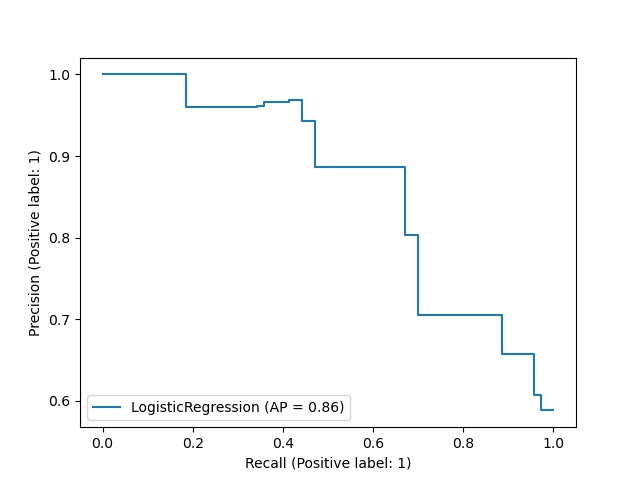 1.0
0.9
0.8
0.7
0.6
Precision (Positive label: 1)
LogisticRegression (AP = 0.86)
0.0 0.2 0.4 0.6 0.8 1.0
Recall (Positive label: 1)